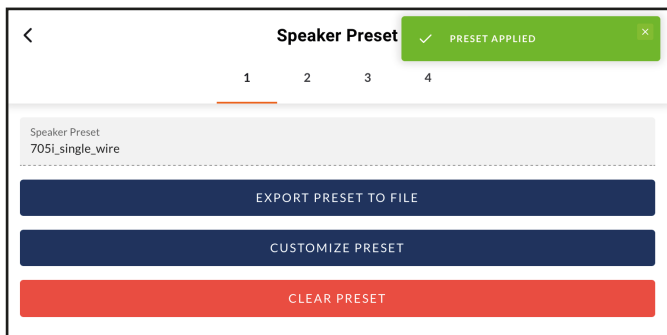 Speaker Preset
PRESET APPLIED
1 2 3 4
Speaker Preset
705i_single_wire
EXPORT PRESET TO FILE
CUSTOMIZE PRESET
CLEAR PRESET